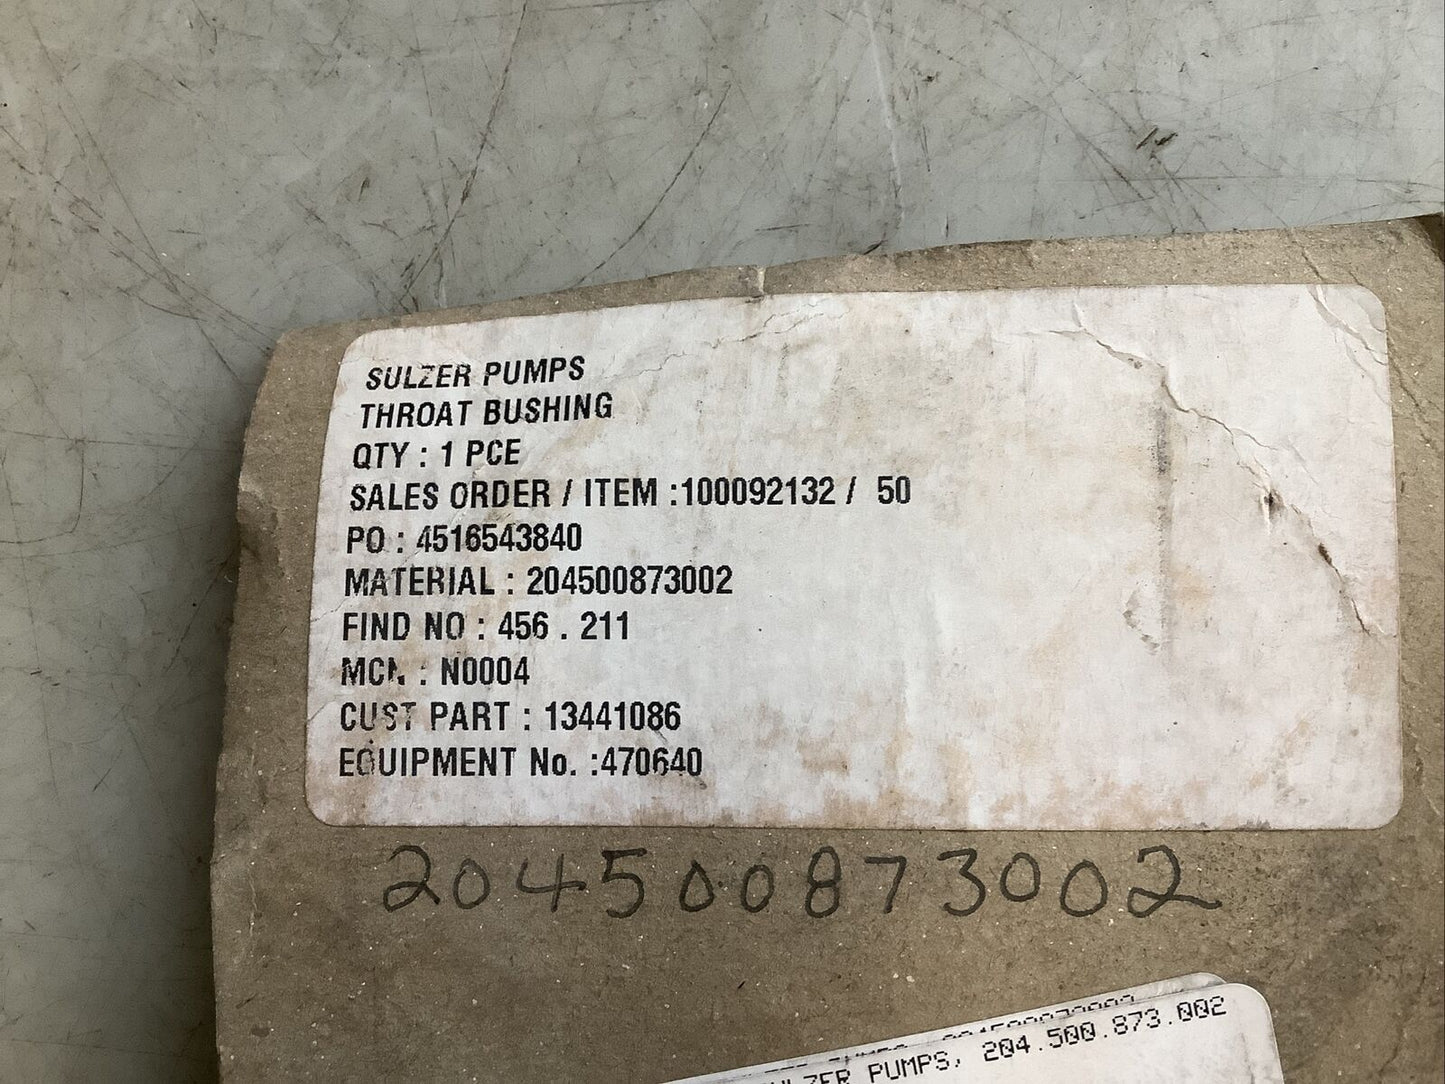 SULZER PUMPS
THROAT BUSHING
QTY : 1 PCE
SALES ORDER / ITEM :100092132 / 50
PO : 4516543840
MATERIAL : 204500873002
FIND NO : 456 . 211
MCN. : N0004
CUST PART : 13441086
EQUIPMENT No. :470640
204500873002
SULZER PUMPS, 204.500.873.002